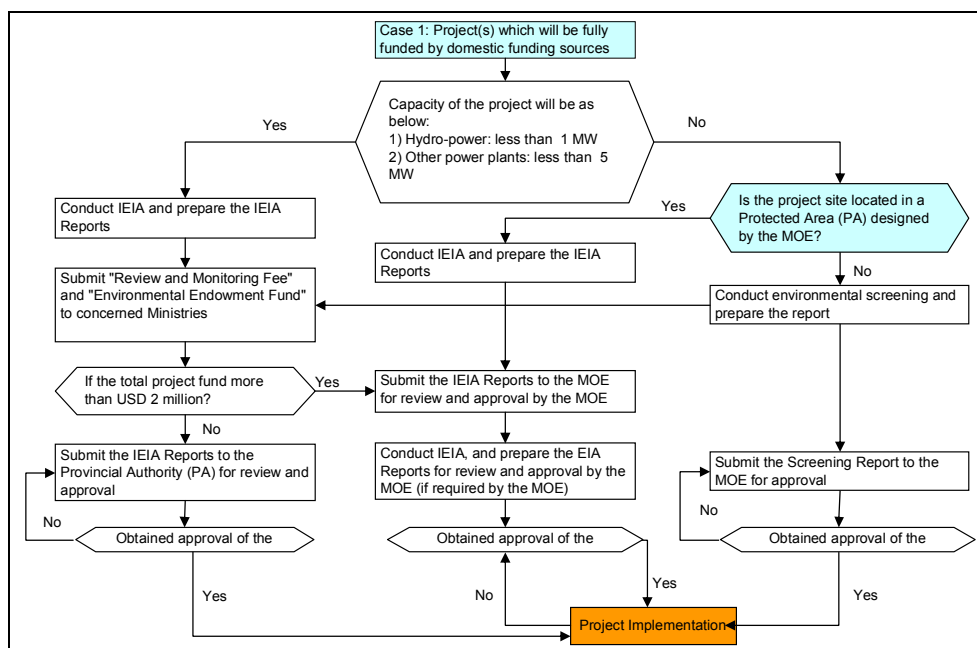 Case 1: Project(s) which will be fully
funded by domestic funding sources
Capacity of the project will be as
below:
1) Hydro-power: less than 1 MW
2) Other power plants: less than 5
MW
Yes
No
Conduct IEIA and prepare the IEIA
Reports
Yes
Is the project site located in a
Protected Area (PA) designed
by the MOE?
Conduct IEIA and prepare the IEIA
Reports
No
Submit "Review and Monitoring Fee"
and "Environmental Endowment Fund"
to concerned Ministries
Conduct environmental screening and
prepare the report
If the total project fund more
than USD 2 million?
Yes
Submit the IEIA Reports to the MOE
for review and approval by the MOE
No
Submit the IEIA Reports to the
Provincial Authority (PA) for review and
approval
Conduct IEIA, and prepare the EIA
Reports for review and approval by the
MOE (if required by the MOE)
Submit the Screening Report to the
MOE for approval
No
No
Obtained approval of the
Obtained approval of the
Obtained approval of the
Yes
No
Yes
Yes
Project Implementation